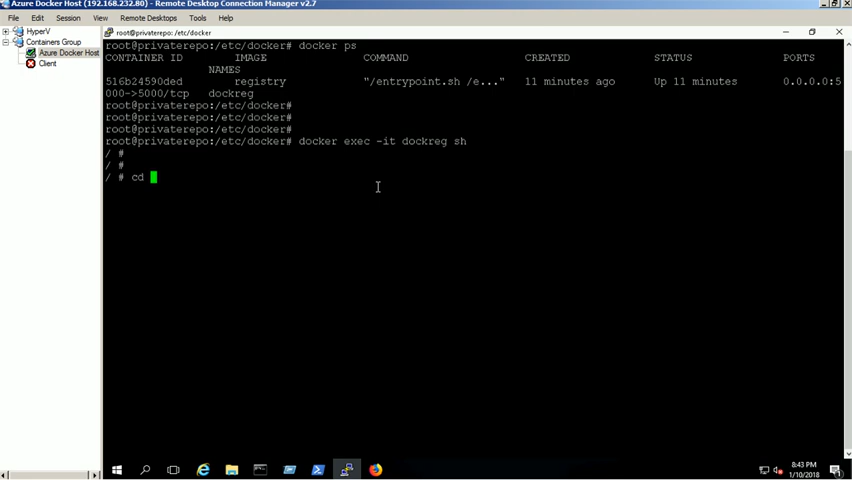 Azure Docker Host (192.168.232.80) - Remote Desktop Connection Manager v2.7
File Edit Session View Remote Desktops Tools Help
HyperV
Containers Group
Azure Docker Host
Client
root@privaterepo: /etc/docker
root@privaterepo:/etc/docker# docker ps
CONTAINER ID IMAGE COMMAND CREATED STATUS PORTS
NAMES
516b24590ded registry "/entrypoint.sh /e..." 11 minutes ago Up 11 minutes 0.0.0.0:5
000->5000/tcp dockreg
root@privaterepo:/etc/docker#
root@privaterepo:/etc/docker#
root@privaterepo:/etc/docker#
root@privaterepo:/etc/docker# docker exec -it dockreg sh
/ #
/ #
/ # cd
8:43 PM
1/10/2018